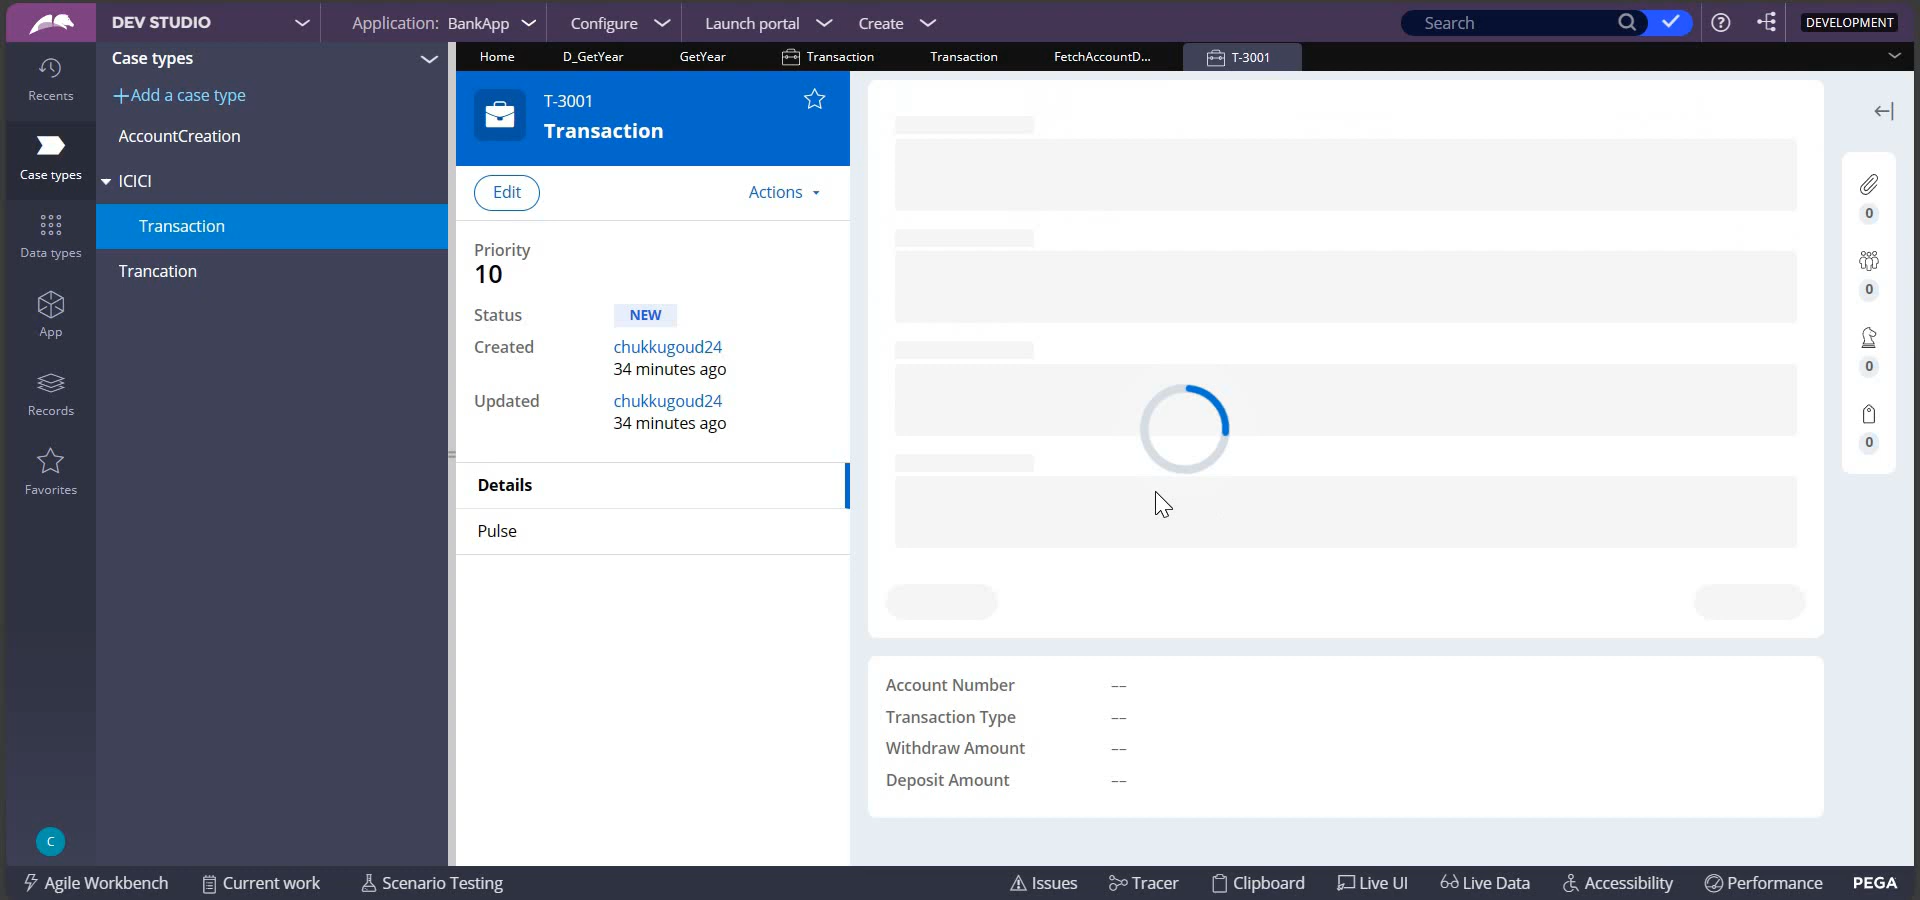 DEV STUDIO
Application: BankApp
Configure
Launch portal
Create
Search
DEVELOPMENT
Recents
Case types
Data types
App
Records
Favorites
C
Case types
+Add a case type
AccountCreation
ICICI
Transaction
Trancation
Home
D_GetYear
GetYear
Transaction
Transaction
FetchAccountD...
T-3001
T-3001
Transaction
Edit
Actions
Priority
10
Status NEW
Created chukkugoud24
34 minutes ago
Updated chukkugoud24
34 minutes ago
Details
Pulse
Account Number --
Transaction Type --
Withdraw Amount --
Deposit Amount --
0
0
0
0
Agile Workbench
Current work
Scenario Testing
Issues
Tracer
Clipboard
Live UI
Live Data
Accessibility
Performance
PEGA